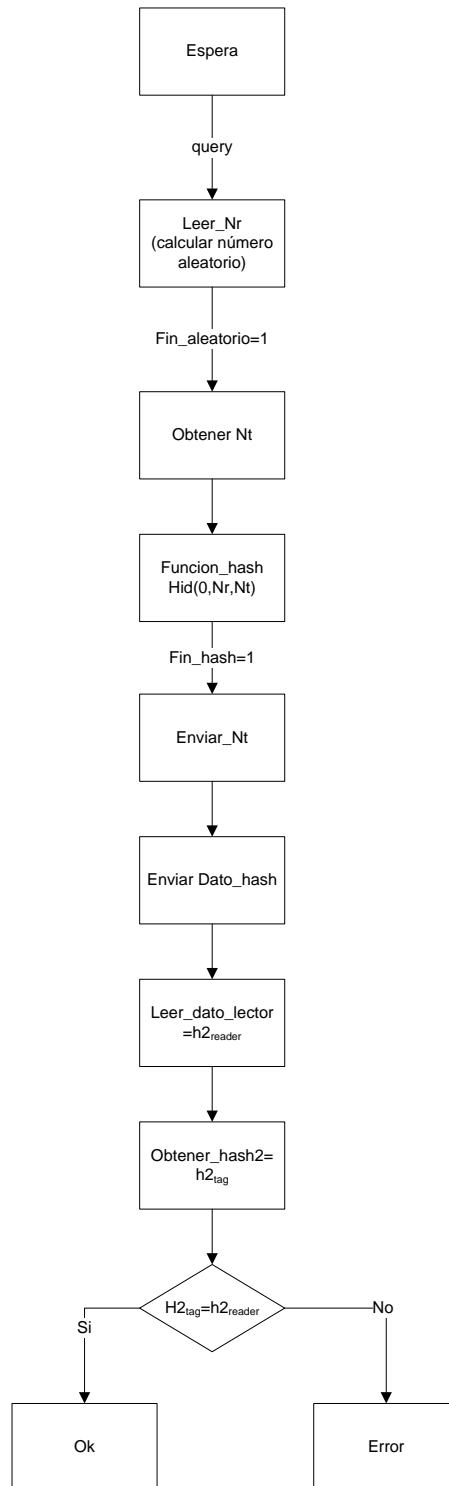 Espera
query
Leer_Nr
(calcular número
aleatorio)
Fin_aleatorio=1
Obtener Nt
Funcion_hash
Hid(0,Nr,Nt)
Fin_hash=1
Enviar_Nt
Enviar Dato_hash
Leer_dato_lector
=h2reader
Obtener_hash2=
h2tag
H2tag=h2reader
Si
No
Ok
Error